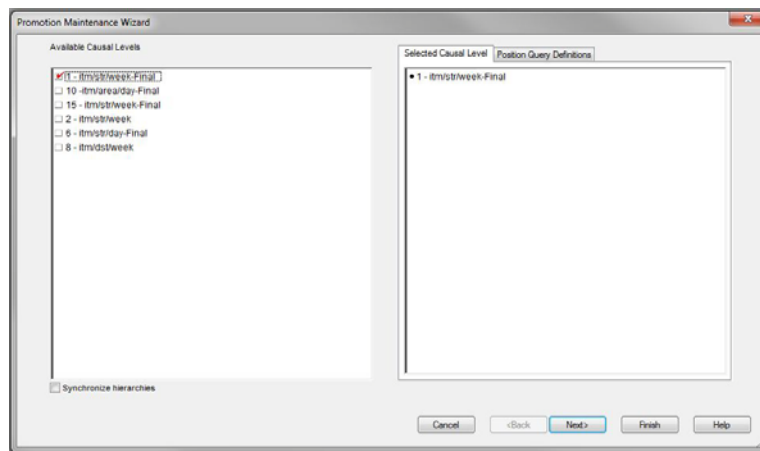 Promotion Maintenance Wizard
Available Causal Levels
1 - itm/str/week-Final
10 -itm/area/day-Final
15 - itm/str/week-Final
2 - itm/str/week
6 - itm/str/day-Final
8 - itm/dst/week
Synchronize hierarchies
Selected Causal Level Position Query Definitions
1 - itm/str/week-Final
Cancel <Back Next> Finish Help